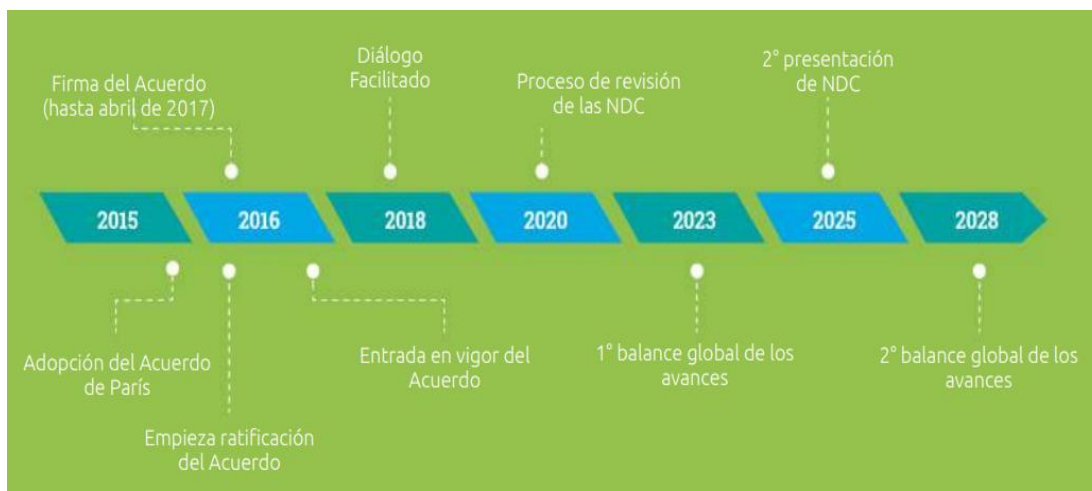 Firma del Acuerdo
(hasta abril de 2017)
Diálogo
Facilitado
Proceso de revisión
de las NDC
2° presentación
de NDC
2015
2016
2018
2020
2023
2025
2028
Adopción del Acuerdo
de París
Empieza ratificación
del Acuerdo
Entrada en vigor del
Acuerdo
1° balance global de los
avances
2° balance global de los
avances